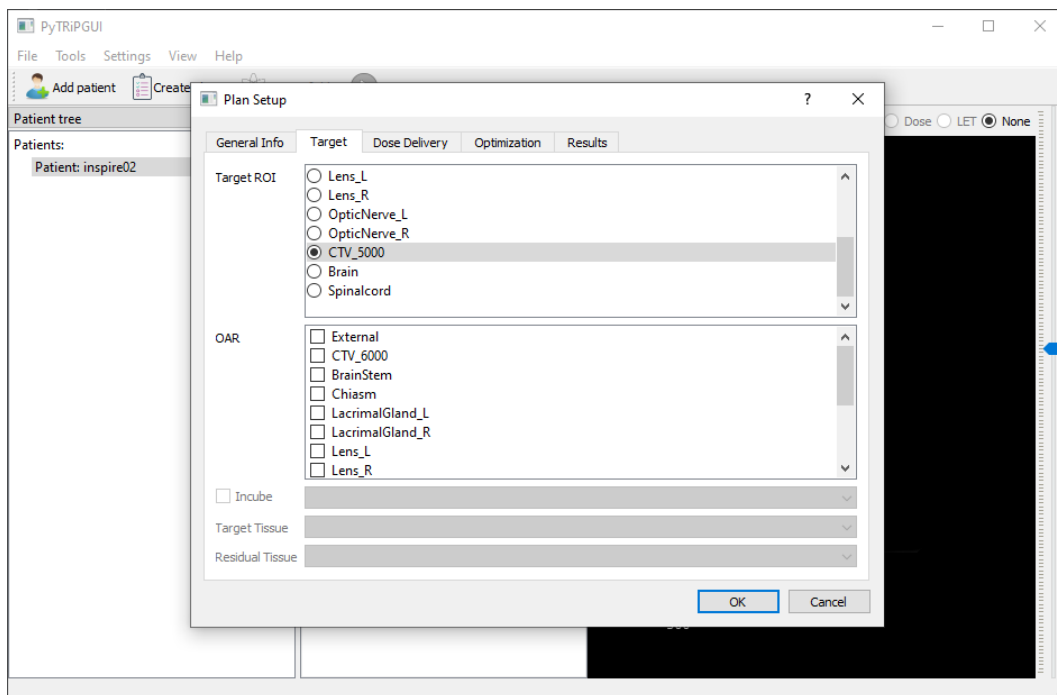 PyTRiPGUI
File Tools Settings View Help
Add patient Create
Plan Setup ?
Patient tree
Dose LET None
Patients:
Patient: inspire02
General Info Target Dose Delivery Optimization Results
Target ROI
Lens_L
Lens_R
OpticNerve_L
OpticNerve_R
CTV_5000
Brain
Spinalcord
OAR
External
CTV_6000
BrainStem
Chiasm
LacrimalGland_L
LacrimalGland_R
Lens_L
Lens_R
Incube
Target Tissue
Residual Tissue
OK Cancel